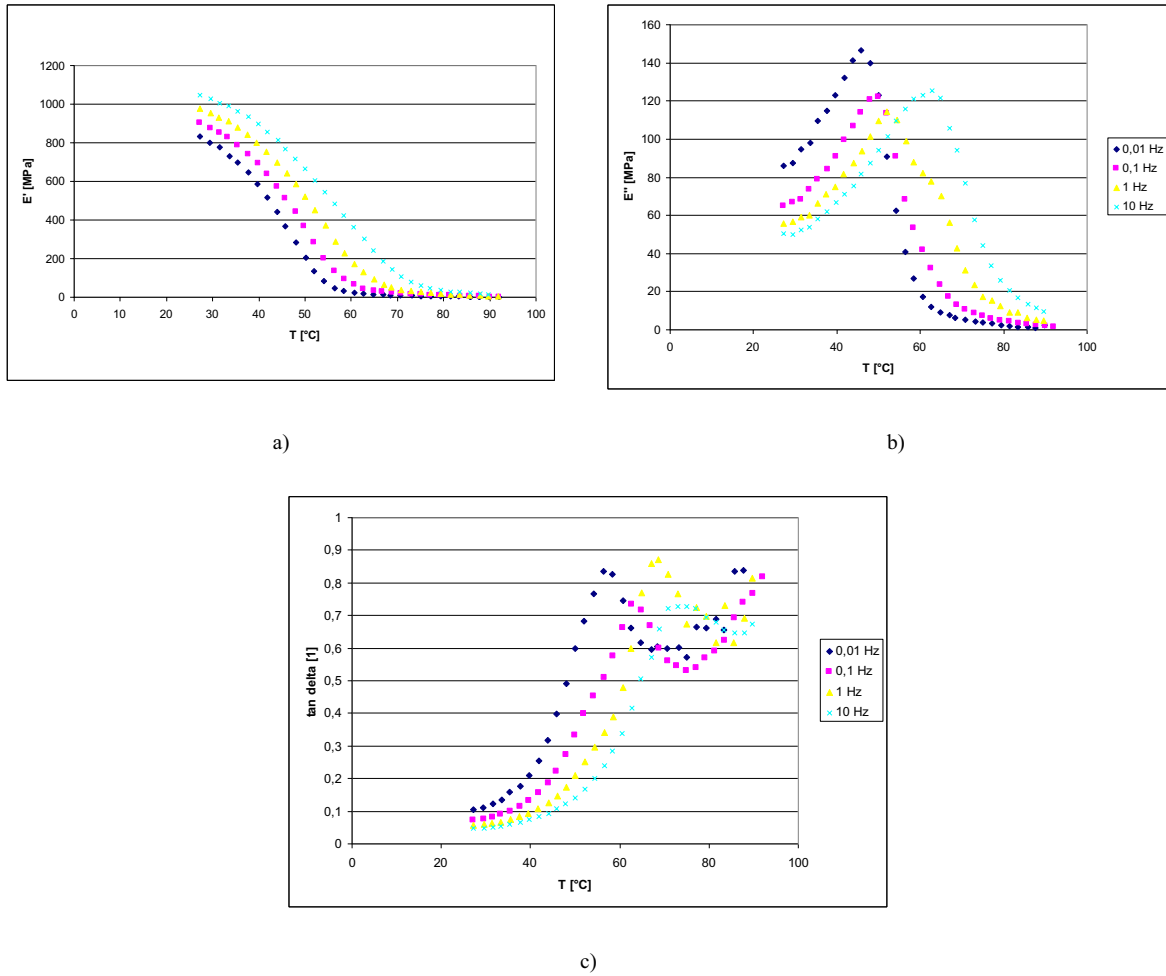 1200
1000
800
600
400
200
0
E' [MPa]
0 10 20 30 40 50 60 70 80 90 100
T [°C]
a)
160
140
120
100
80
60
40
20
0
E'' [MPa]
0 20 40 60 80 100
T [°C]
0,01 Hz
0,1 Hz
1 Hz
10 Hz
b)
1
0,9
0,8
0,7
0,6
0,5
0,4
0,3
0,2
0,1
0
tan delta [1]
0 20 40 60 80 100
T [°C]
0,01 Hz
0,1 Hz
1 Hz
10 Hz
c)